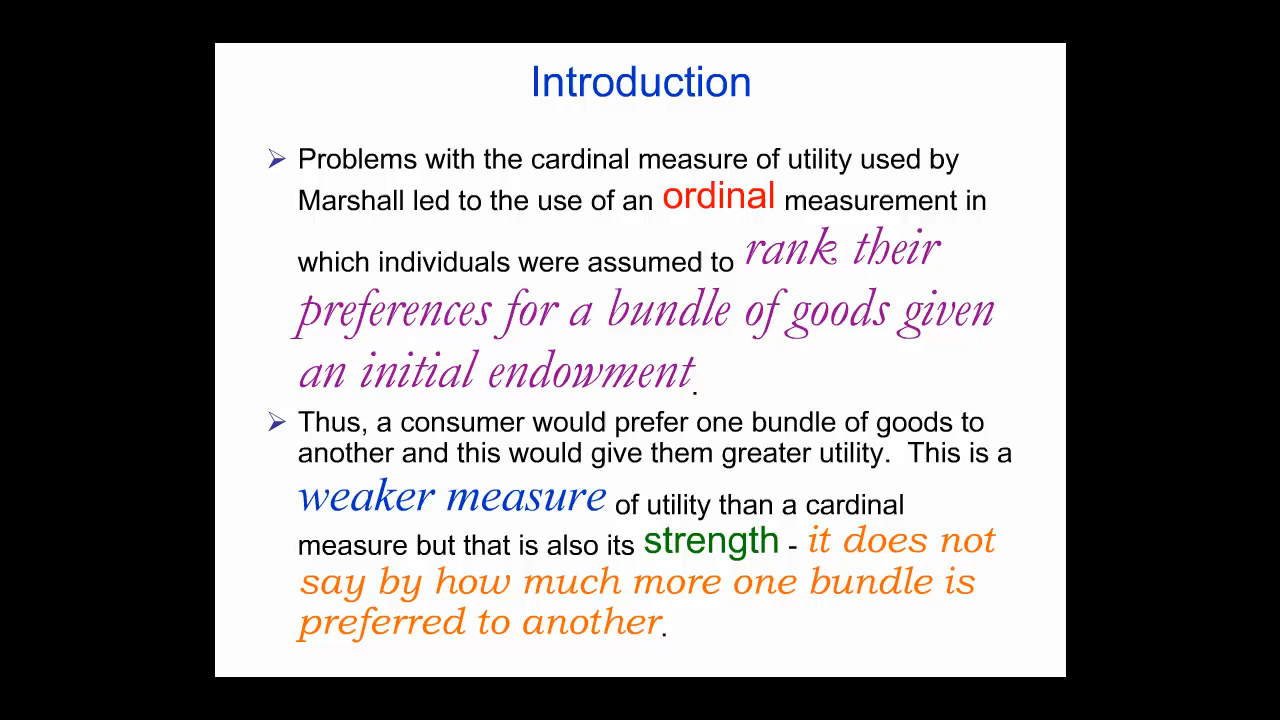 Introduction
Problems with the cardinal measure of utility used by
Marshall led to the use of an ordinal measurement in
which individuals were assumed to rank their
preferences for a bundle of goods given
an initial endowment.
Thus, a consumer would prefer one bundle of goods to
another and this would give them greater utility.  This is a
weaker measure of utility than a cardinal
measure but that is also its strength - it does not
say by how much more one bundle is
preferred to another.